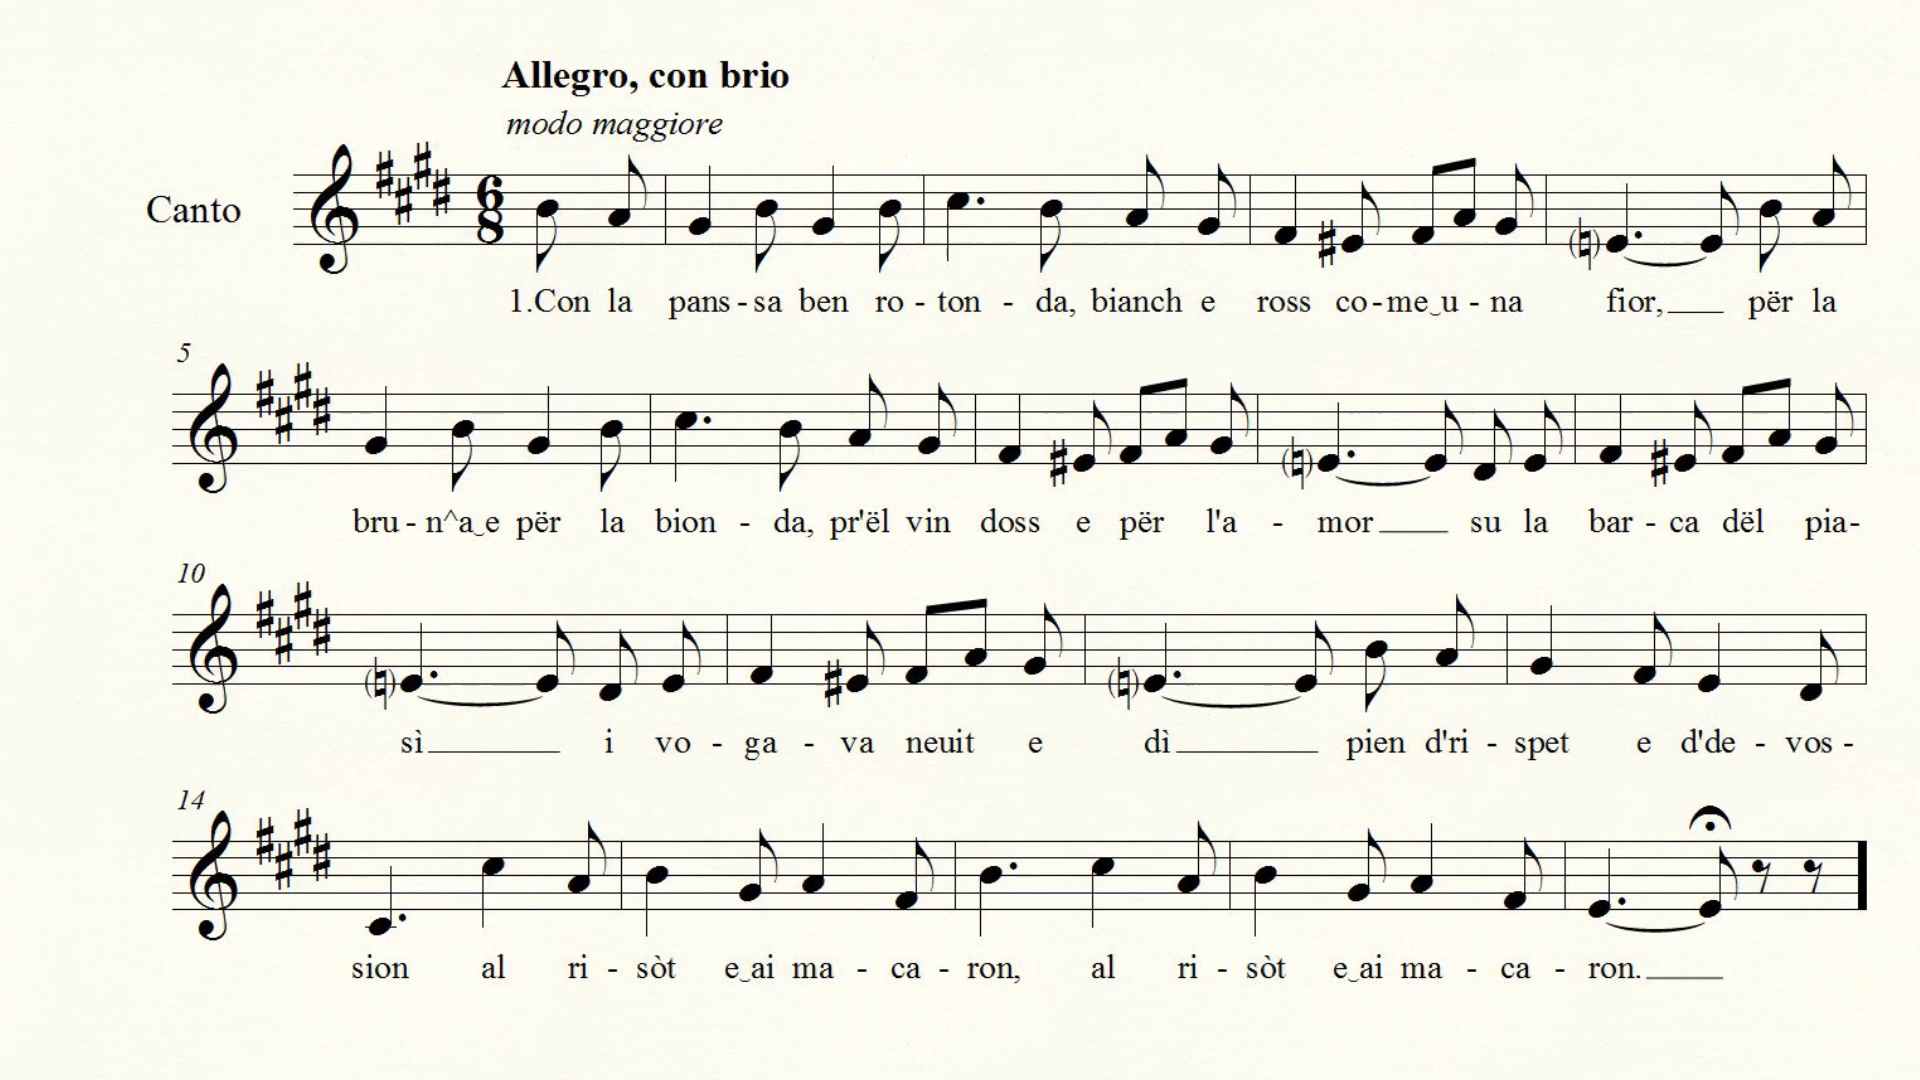 Allegro, con brio
modo maggiore
Canto
6
8
1.Con la pans - sa ben ro - ton - da, bianch e ross co - me‿u - na fior, për la
5
bru - n^a‿e për la bion - da, pr'ël vin doss e për l'a - mor su la bar - ca dël pia-
10
sì i vo - ga - va neuit e dì pien d'ri - spet e d'de - vos -
14
sion al ri - sòt e‿ai ma - ca - ron, al ri - sòt e‿ai ma - ca - ron.